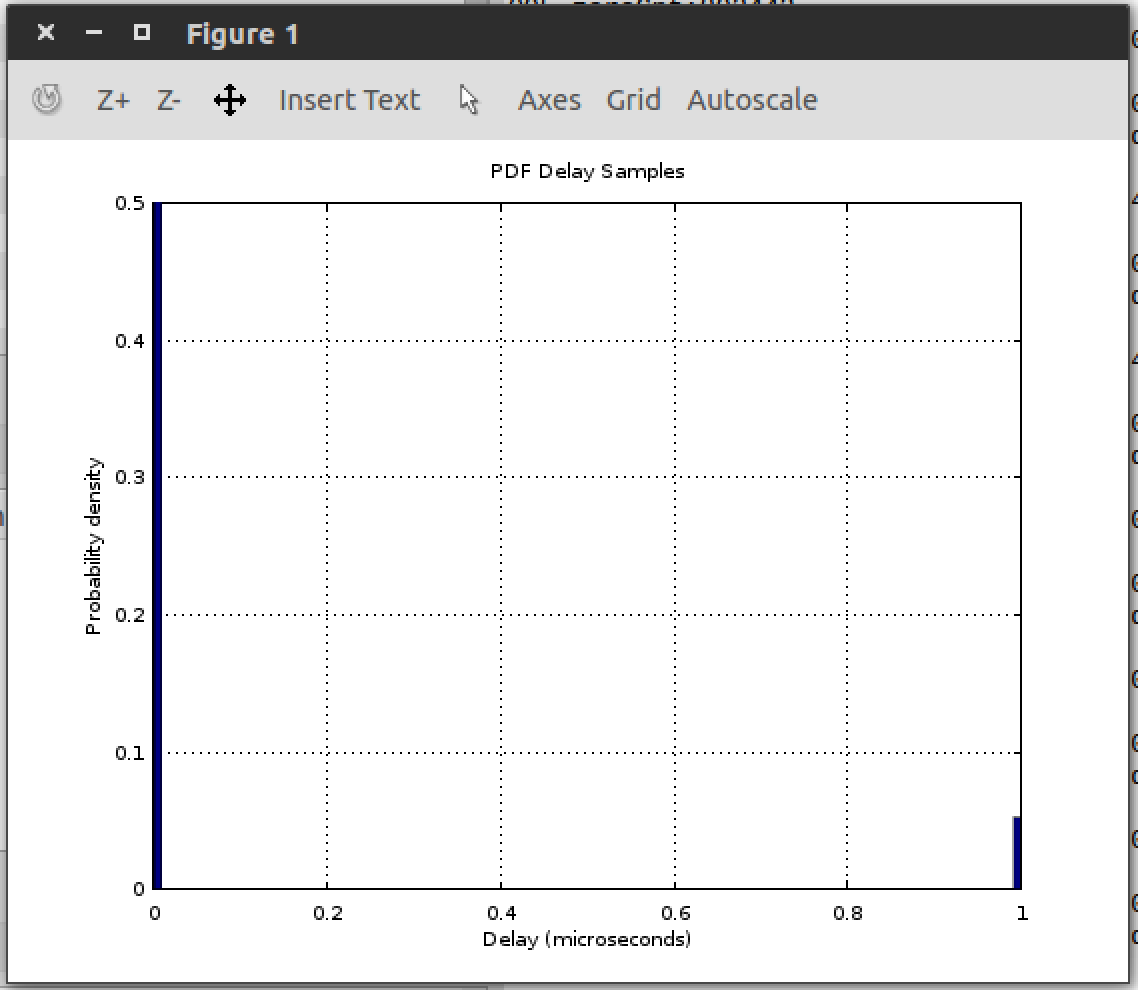 Figure 1
Z+ Z- Insert Text Axes Grid Autoscale
PDF Delay Samples
0.5
0.4
0.3
0.2
0.1
0
Probability density
0 0.2 0.4 0.6 0.8 1
Delay (microseconds)